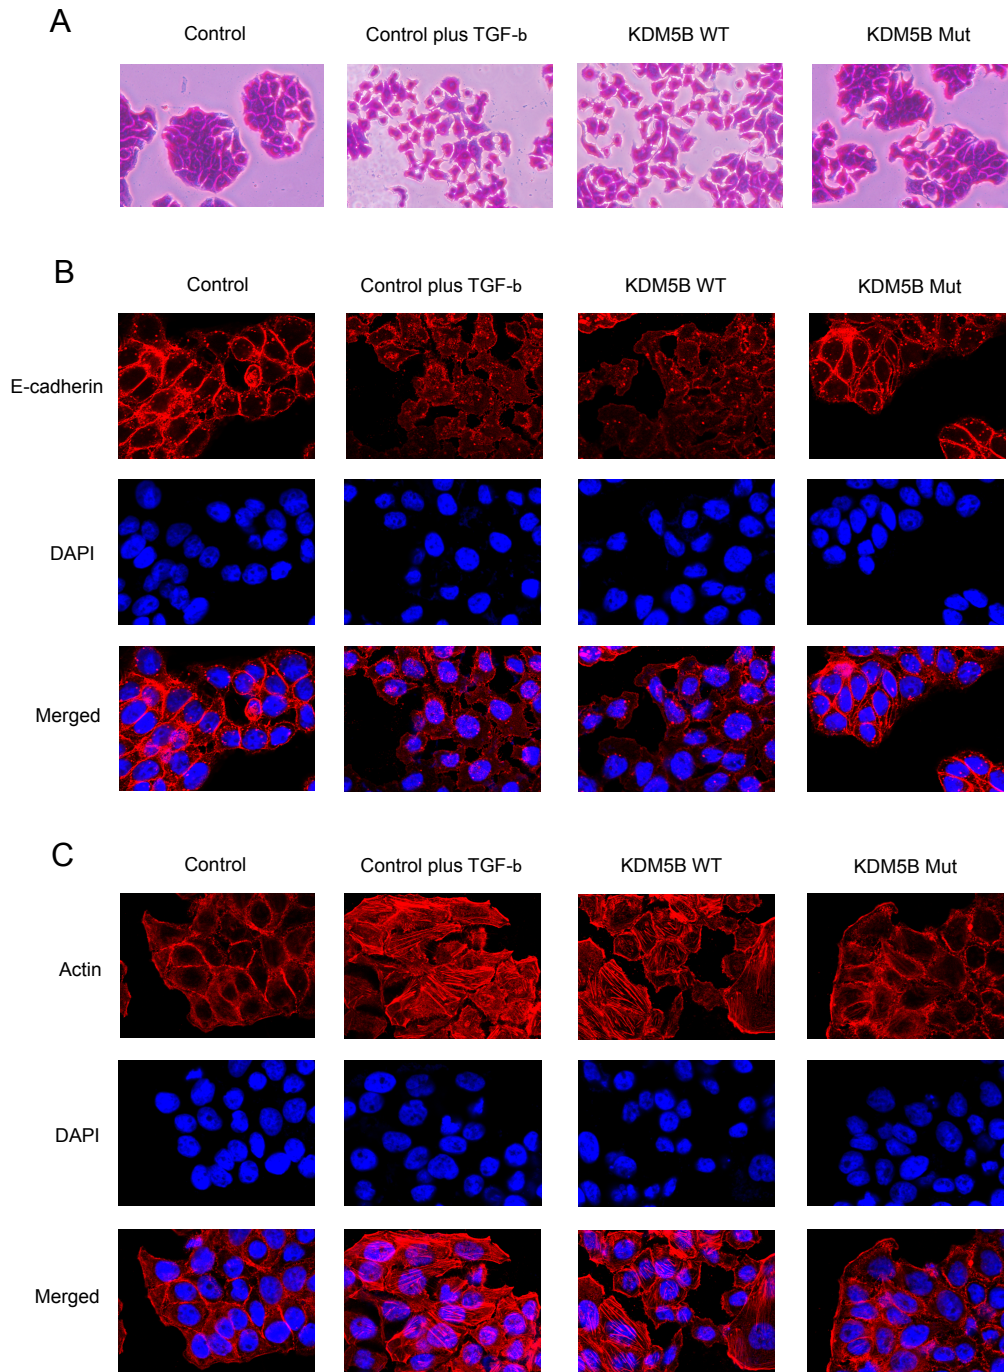 A
Control
Control plus TGF-b
KDM5B WT
KDM5B Mut
B
Control
Control plus TGF-b
KDM5B WT
KDM5B Mut
E-cadherin
DAPI
Merged
C
Control
Control plus TGF-b
KDM5B WT
KDM5B Mut
Actin
DAPI
Merged